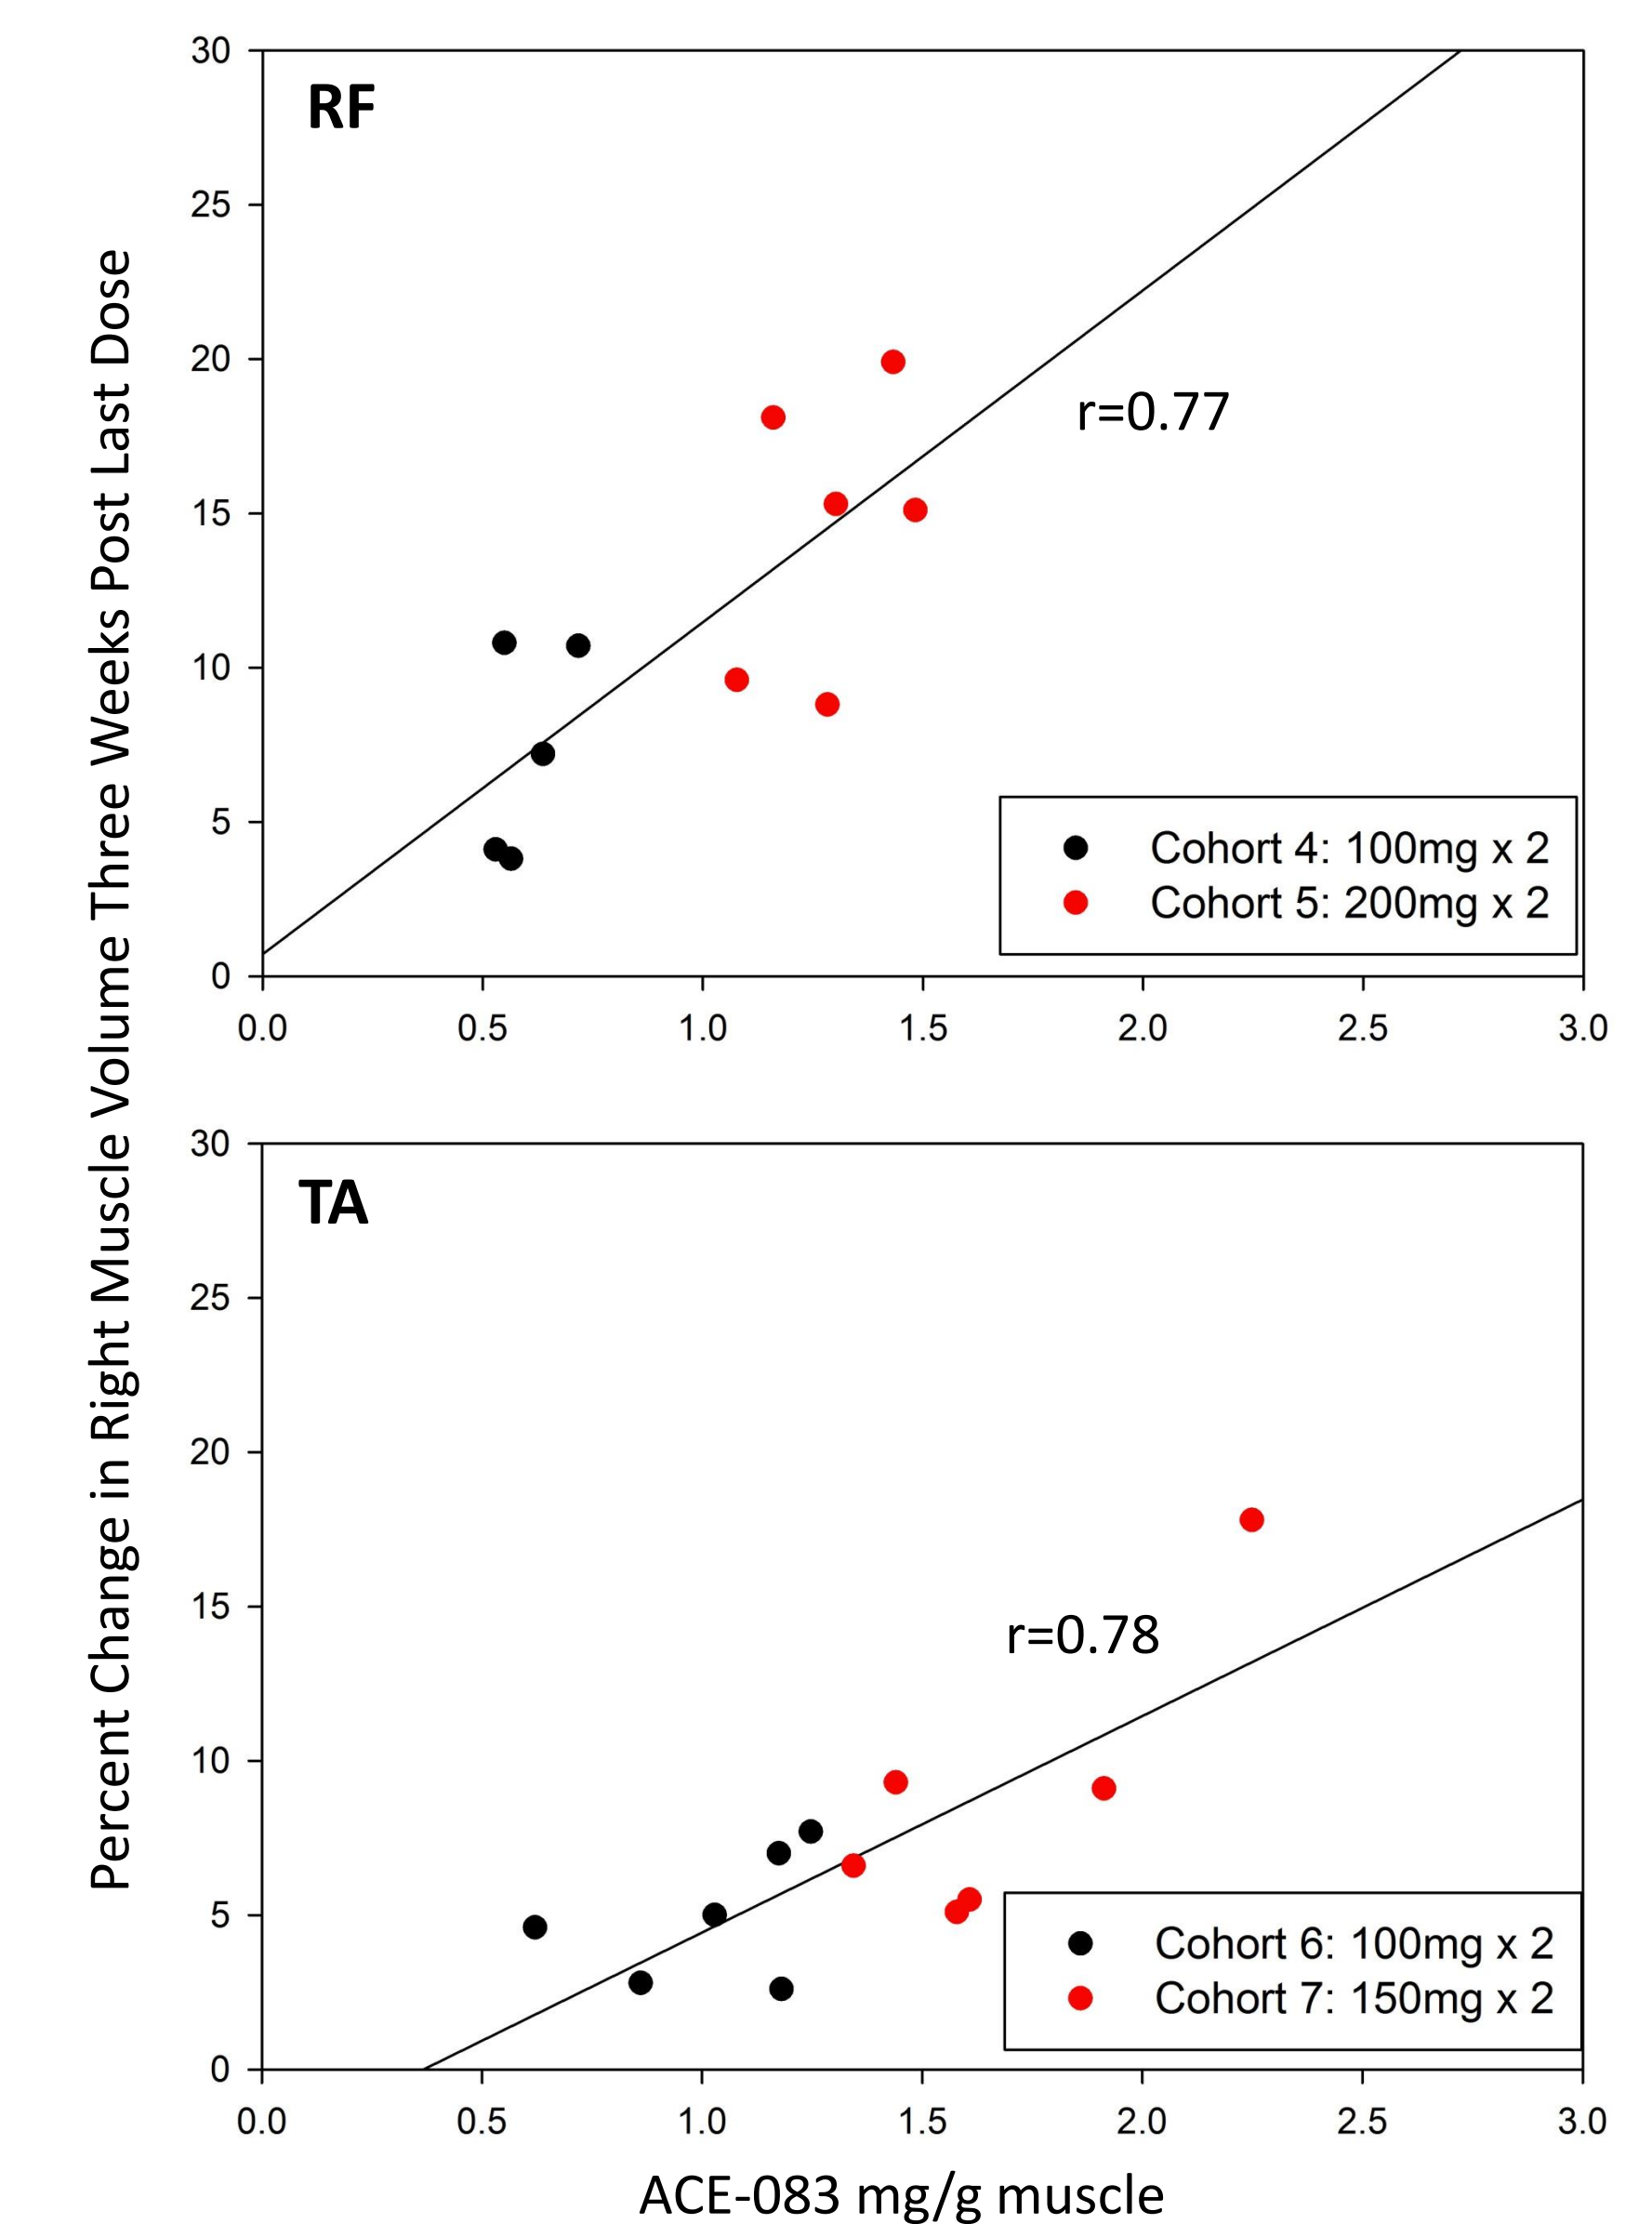 Percent Change in Right Muscle Volume Three Weeks Post Last Dose
RF
30
25
20
15
10
5
0
r=0.77
Cohort 4: 100mg x 2
Cohort 5: 200mg x 2
0.0 0.5 1.0 1.5 2.0 2.5 3.0
TA
30
25
20
15
10
5
0
r=0.78
Cohort 6: 100mg x 2
Cohort 7: 150mg x 2
0.0 0.5 1.0 1.5 2.0 2.5 3.0
ACE-083 mg/g muscle